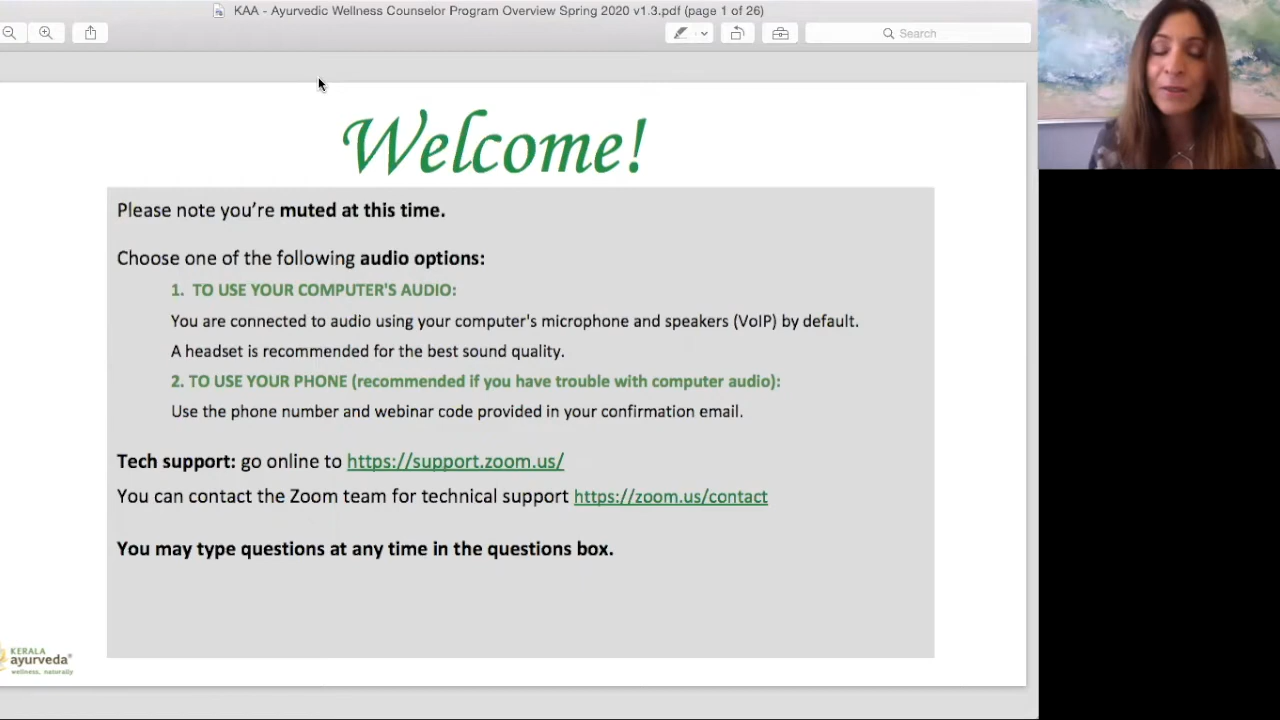 KAA - Ayurvedic Wellness Counselor Program Overview Spring 2020 v1.3.pdf (page 1 of 26)
Search
Welcome!
Please note you're muted at this time.
Choose one of the following audio options:
1. TO USE YOUR COMPUTER'S AUDIO:
You are connected to audio using your computer's microphone and speakers (VoIP) by default.
A headset is recommended for the best sound quality.
2. TO USE YOUR PHONE (recommended if you have trouble with computer audio):
Use the phone number and webinar code provided in your confirmation email.
Tech support: go online to https://support.zoom.us/
You can contact the Zoom team for technical support https://zoom.us/contact
You may type questions at any time in the questions box.
KERALA
ayurveda®
wellness, naturally